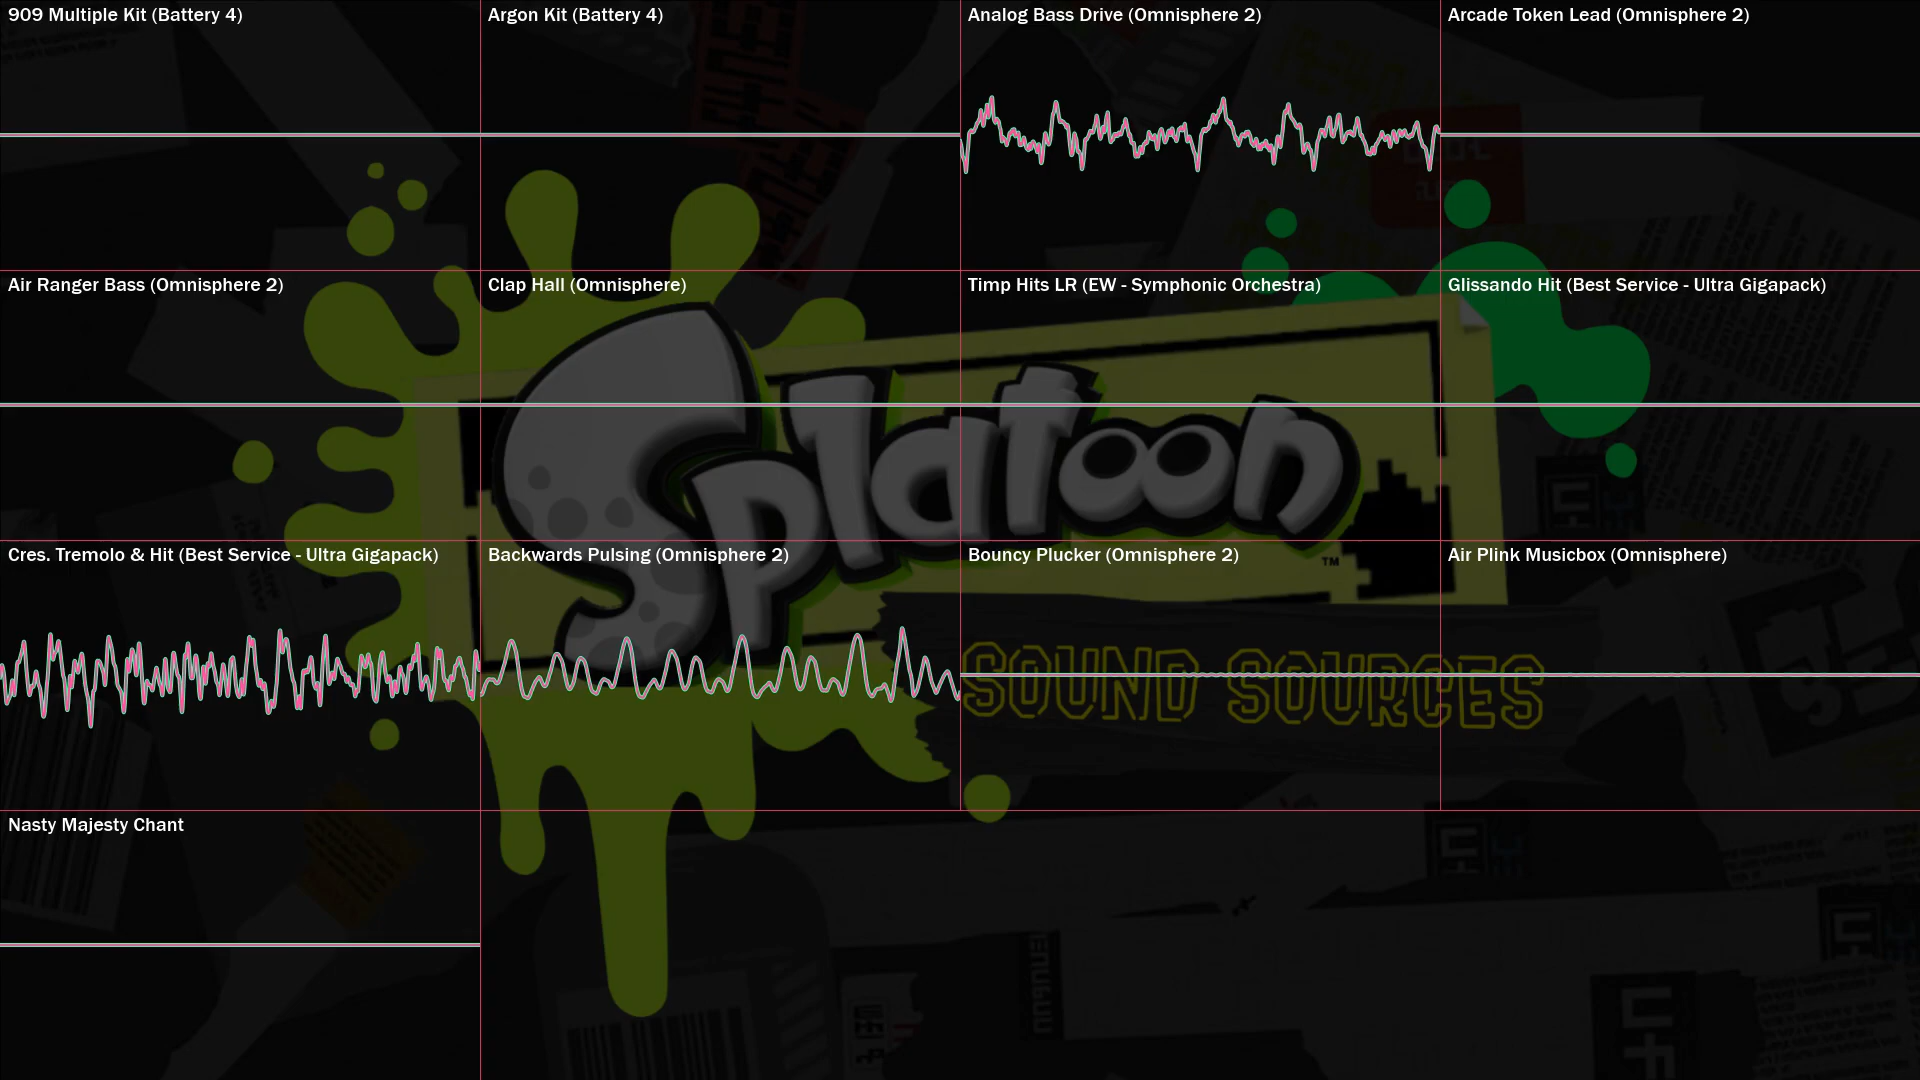 909 Multiple Kit (Battery 4)
Argon Kit (Battery 4)
Analog Bass Drive (Omnisphere 2)
Arcade Token Lead (Omnisphere 2)
Air Ranger Bass (Omnisphere 2)
Clap Hall (Omnisphere)
Timp Hits LR (EW - Symphonic Orchestra)
Glissando Hit (Best Service - Ultra Gigapack)
Splatoon
TM
Cres. Tremolo & Hit (Best Service - Ultra Gigapack)
Backwards Pulsing (Omnisphere 2)
Bouncy Plucker (Omnisphere 2)
Air Plink Musicbox (Omnisphere)
SOUND SOURCES
Nasty Majesty Chant